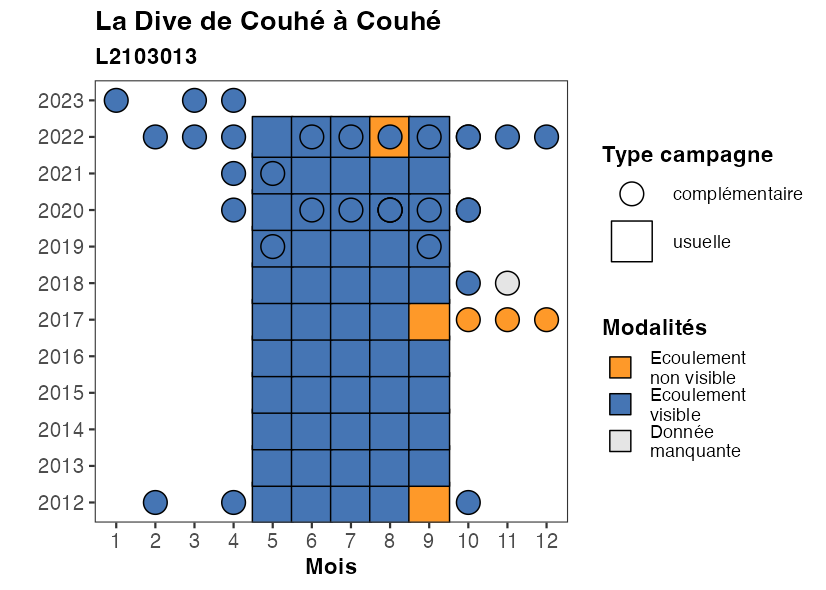 La Dive de Couhé à Couhé
L2103013
2023
2022
2021
2020
2019
2018
2017
2016
2015
2014
2013
2012
1 2 3 4 5 6 7 8 9 10 11 12
Mois
Type campagne
complémentaire
usuelle
Modalités
Ecoulement
non visible
Ecoulement
visible
Donnée
manquante